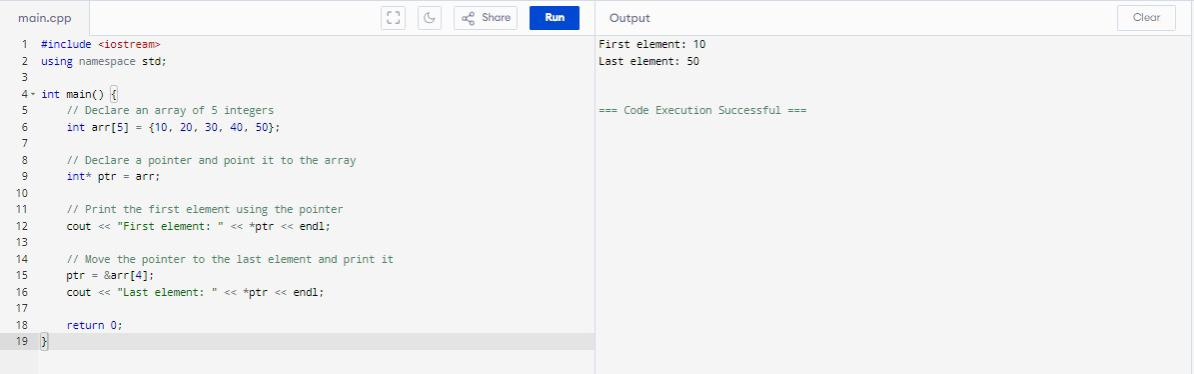 main.cpp
Share
Run
Output
Clear
1 #include <iostream>
2 using namespace std;
3
4 int main() {
5     // Declare an array of 5 integers
6     int arr[5] = {10, 20, 30, 40, 50};
7
8     // Declare a pointer and point it to the array
9     int* ptr = arr;
10
11     // Print the first element using the pointer
12     cout << "First element: " << *ptr << endl;
13
14     // Move the pointer to the last element and print it
15     ptr = &arr[4];
16     cout << "Last element: " << *ptr << endl;
17
18     return 0;
19 }
First element: 10
Last element: 50
=== Code Execution Successful ===